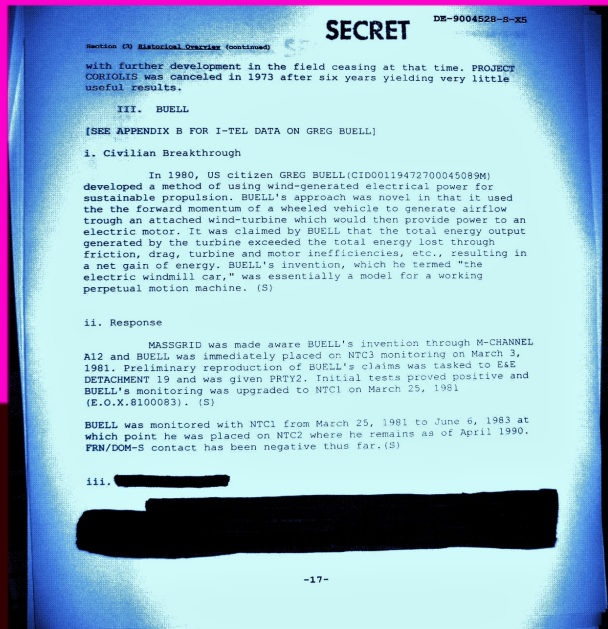 SECRET
DE-9004528-S-X5
Section (3) Historical Overview (continued)
with further development in the field ceasing at that time. PROJECT
CORIOLIS was canceled in 1973 after six years yielding very little
useful results.
III. BUELL
[SEE APPENDIX B FOR I-TEL DATA ON GREG BUELL]
i. Civilian Breakthrough
In 1980, US citizen GREG BUELL(CID00119472700045089M)
developed a method of using wind-generated electrical power for
sustainable propulsion. BUELL's approach was novel in that it used
the the forward momentum of a wheeled vehicle to generate airflow
trough an attached wind-turbine which would then provide power to an
electric motor. It was claimed by BUELL that the total energy output
generated by the turbine exceeded the total energy lost through
friction, drag, turbine and motor inefficiencies, etc., resulting in
a net gain of energy. BUELL's invention, which he termed "the
electric windmill car," was essentially a model for a working
perpetual motion machine. (S)
ii. Response
MASSGRID was made aware BUELL's invention through M-CHANNEL
A12 and BUELL was immediately placed on NTC3 monitoring on March 3,
1981. Preliminary reproduction of BUELL's claims was tasked to E&E
DETACHMENT 19 and was given PRTY2. Initial tests proved positive and
BUELL's monitoring was upgraded to NTC1 on March 25, 1981
(E.O.X.8100083). (S)
BUELL was monitored with NTC1 from March 25, 1981 to June 6, 1983 at
which point he was placed on NTC2 where he remains as of April 1990.
FRN/DOM-S contact has been negative thus far.(S)
iii.
-17-